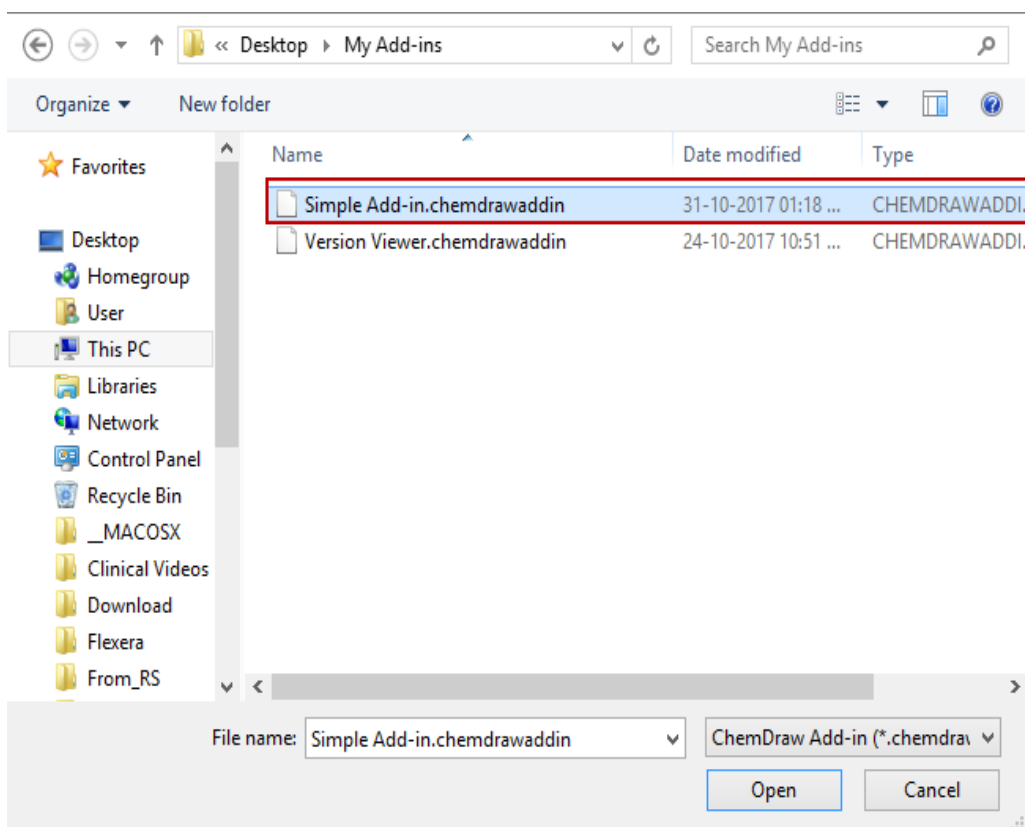 « Desktop My Add-ins Search My Add-ins
Organize New folder
Name Date modified Type
Simple Add-in.chemdrawaddin 31-10-2017 01:18 ... CHEMDRAWADDI.
Version Viewer.chemdrawaddin 24-10-2017 10:51 ... CHEMDRAWADDI.
Favorites
Desktop
Homegroup
User
This PC
Libraries
Network
Control Panel
Recycle Bin
__MACOSX
Clinical Videos
Download
Flexera
From_RS
File name: Simple Add-in.chemdrawaddin ChemDraw Add-in (*.chemdra
Open Cancel